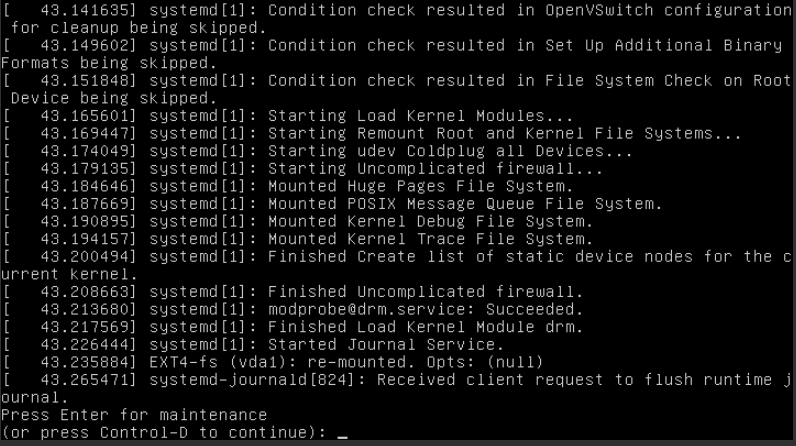 [   43.141635] systemd[1]: Condition check resulted in OpenVSwitch configuration
 for cleanup being skipped.
[   43.149602] systemd[1]: Condition check resulted in Set Up Additional Binary
Formats being skipped.
[   43.151848] systemd[1]: Condition check resulted in File System Check on Root
 Device being skipped.
[   43.165601] systemd[1]: Starting Load Kernel Modules...
[   43.169447] systemd[1]: Starting Remount Root and Kernel File Systems...
[   43.174049] systemd[1]: Starting udev Coldplug all Devices...
[   43.179135] systemd[1]: Starting Uncomplicated firewall...
[   43.184646] systemd[1]: Mounted Huge Pages File System.
[   43.187669] systemd[1]: Mounted POSIX Message Queue File System.
[   43.190895] systemd[1]: Mounted Kernel Debug File System.
[   43.194157] systemd[1]: Mounted Kernel Trace File System.
[   43.200494] systemd[1]: Finished Create list of static device nodes for the c
urrent kernel.
[   43.208663] systemd[1]: Finished Uncomplicated firewall.
[   43.213680] systemd[1]: modprobe@drm.service: Succeeded.
[   43.217569] systemd[1]: Finished Load Kernel Module drm.
[   43.226444] systemd[1]: Started Journal Service.
[   43.235884] EXT4-fs (vda1): re-mounted. Opts: (null)
[   43.265471] systemd-journald[824]: Received client request to flush runtime j
ournal.
Press Enter for maintenance
(or press Control-D to continue): _